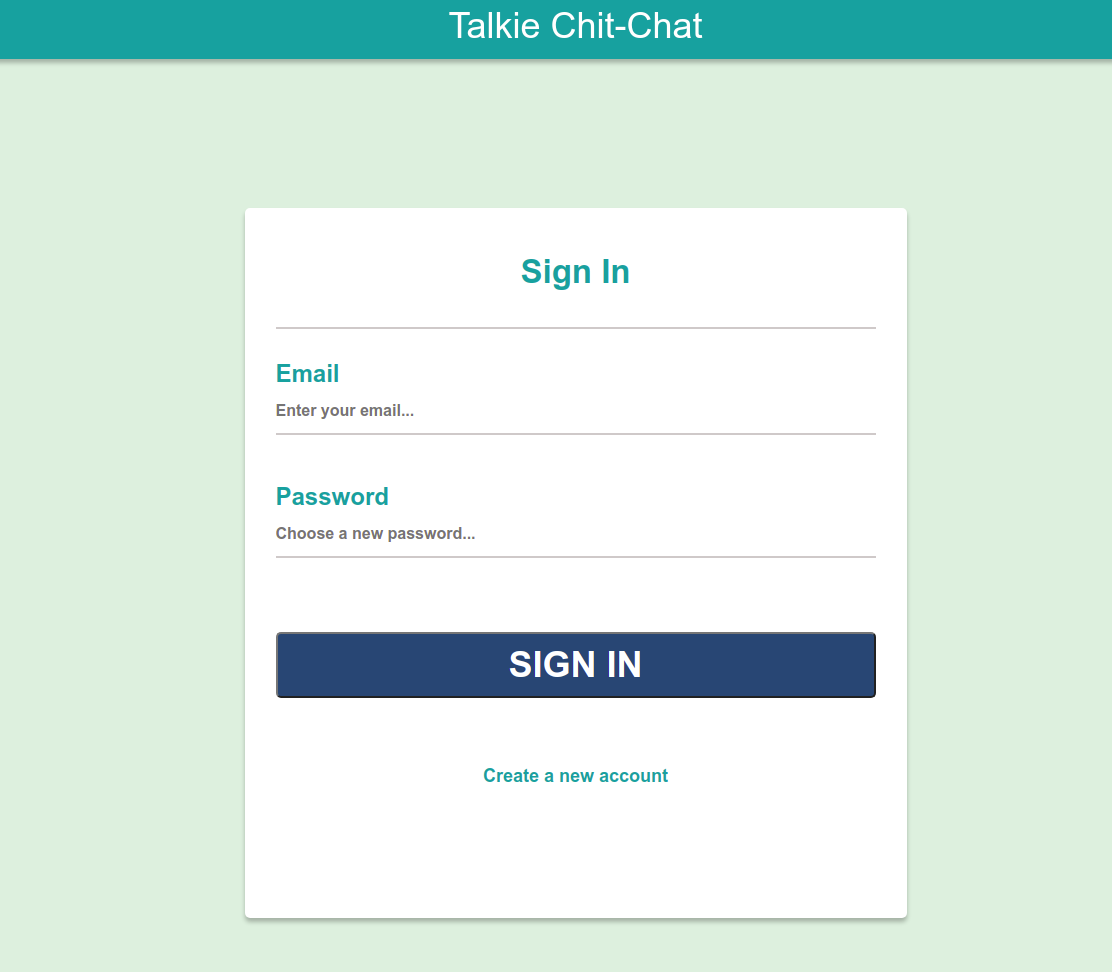 Talkie Chit-Chat
Sign In
Email
Enter your email...
Password
Choose a new password...
SIGN IN
Create a new account